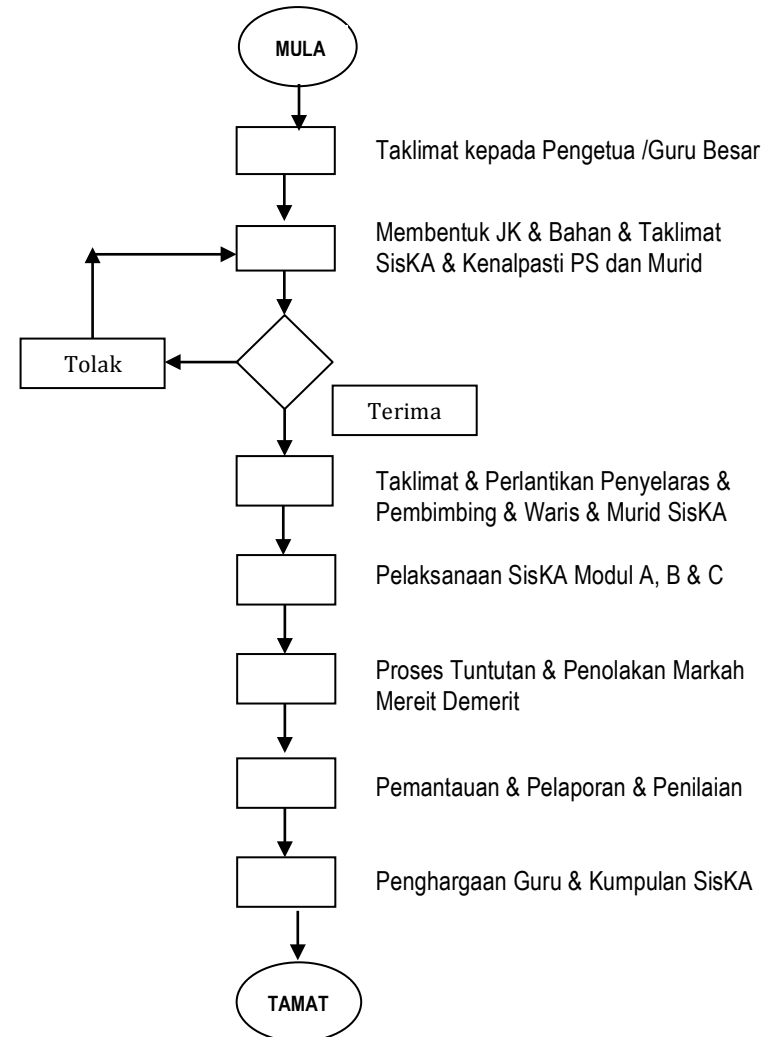 MULA
Taklimat kepada Pengetua /Guru Besar
Membentuk JK & Bahan & Taklimat
SisKA & Kenalpasti PS dan Murid
Tolak
Terima
Taklimat & Perlantikan Penyelaras &
Pembimbing & Waris & Murid SisKA
Pelaksanaan SisKA Modul A, B & C
Proses Tuntutan & Penolakan Markah
Mereit Demerit
Pemantauan & Pelaporan & Penilaian
Penghargaan Guru & Kumpulan SisKA
TAMAT